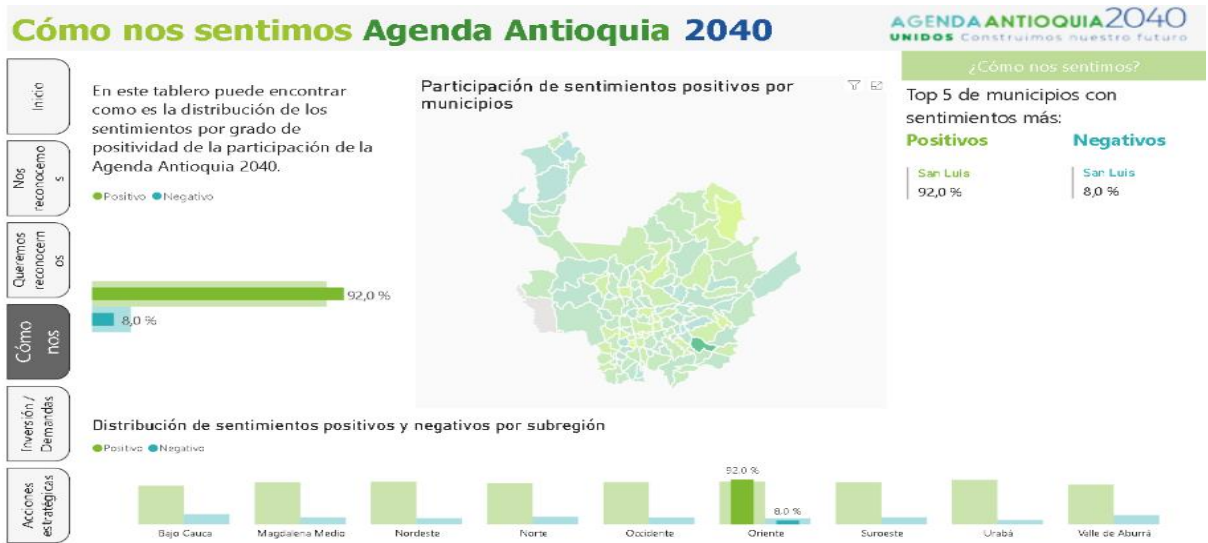 Cómo nos sentimos Agenda Antioquia 2040
AGENDA ANTIOQUIA 2040
UNIDOS Construimos nuestro futuro
Inicio
Nos
reconocemo
s
Queremos
reconocem
os
Cómo
nos
Inversión /
Demandas
Acciones
estratégicas
En este tablero puede encontrar
como es la distribución de los
sentimientos por grado de
positividad de la participación de la
Agenda Antioquia 2040.
Positivo Negativo
92,0 %
8,0 %
Participación de sentimientos positivos por
municipios
¿Cómo nos sentimos?
Top 5 de municipios con
sentimientos más:
Positivos Negativos
San Luis San Luis
92,0 % 8,0 %
Distribución de sentimientos positivos y negativos por subregión
Positivo Negativo
92,0 %
8,0 %
Bajo Cauca Magdalena Medio Nordeste Norte Occidente Oriente Suroeste Urabá Valle de Aburrá